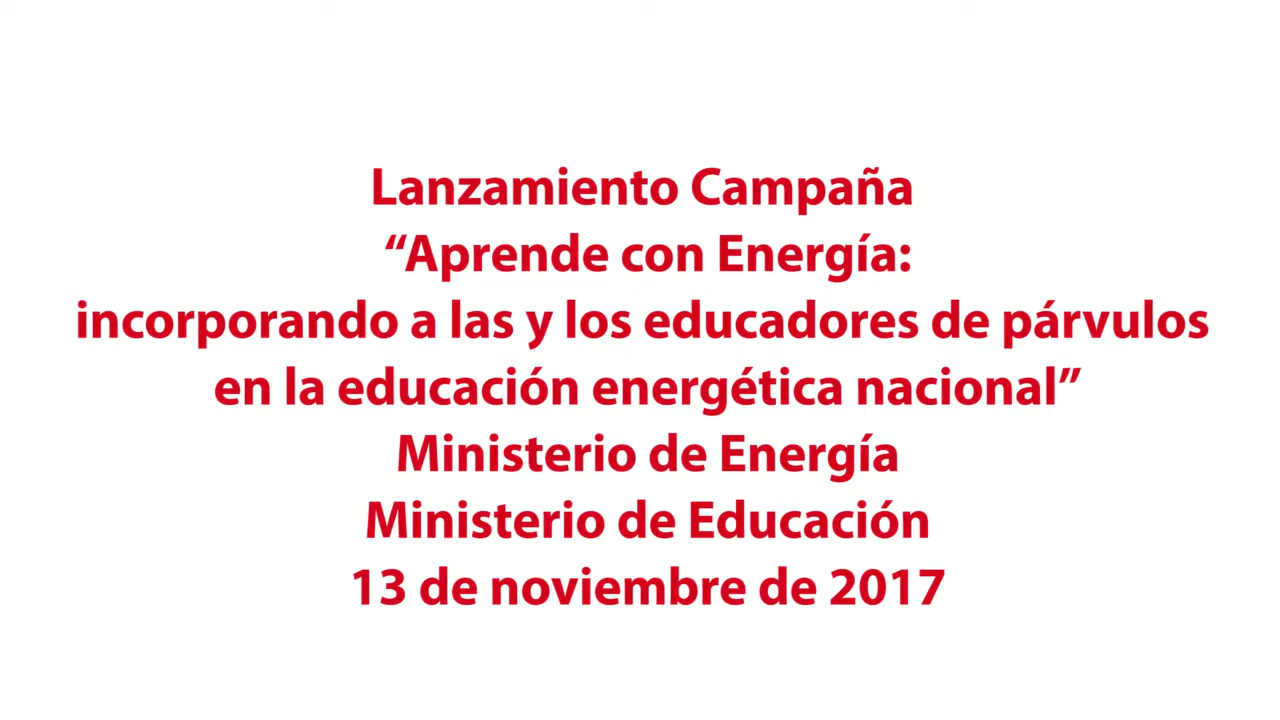 Lanzamiento Campaña
“Aprende con Energía:
incorporando a las y los educadores de párvulos
en la educación energética nacional”
Ministerio de Energía
Ministerio de Educación
13 de noviembre de 2017